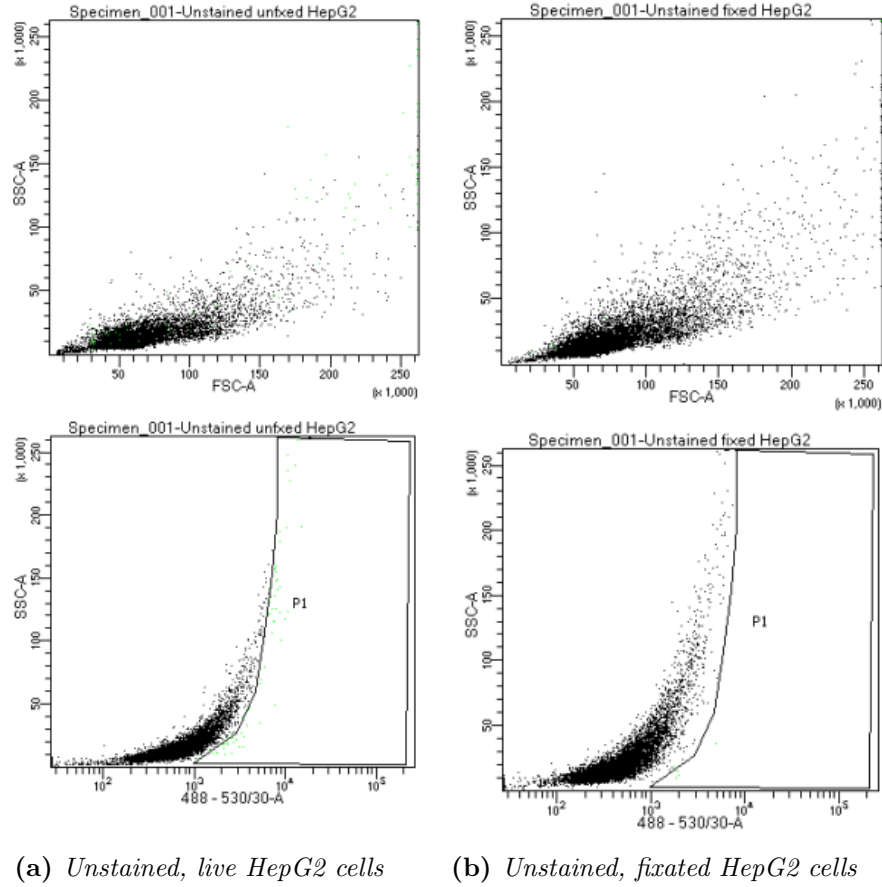 Specimen_001-Unstained unfxed HepG2
(x 1,000)
SSC-A
50 100 150 200 250
50 100 150 200 250
FSC-A
(x 1,000)
Specimen_001-Unstained fixed HepG2
(x 1,000)
SSC-A
50 100 150 200 250
50 100 150 200 250
FSC-A
(x 1,000)
Specimen_001-Unstained unfxed HepG2
(x 1,000)
SSC-A
50 100 150 200 250
P1
10² 10³ 10⁴ 10⁵
488 - 530/30-A
Specimen_001-Unstained fixed HepG2
(x 1,000)
SSC-A
50 100 150 200 250
P1
10² 10³ 10⁴ 10⁵
488 - 530/30-A
(a) Unstained, live HepG2 cells
(b) Unstained, fixated HepG2 cells